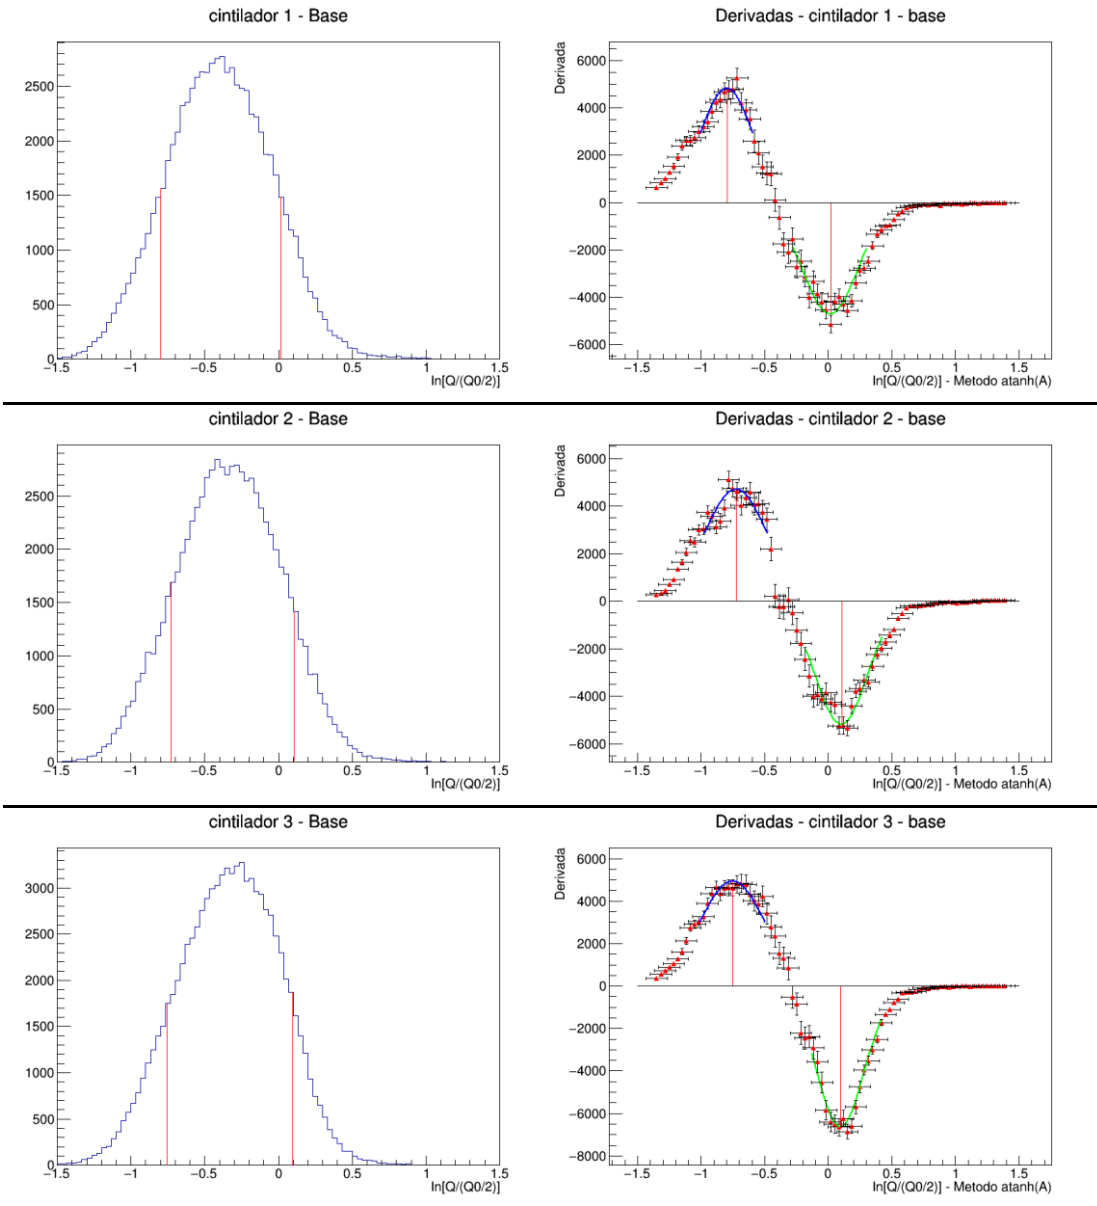 cintilador 1 - Base
2500
2000
1500
1000
500
0
−1.5 −1 −0.5 0 0.5 1 1.5
ln[Q/(Q0/2)]
Derivadas - cintilador 1 - base
Derivada
6000
4000
2000
0
−2000
−4000
−6000
−1.5 −1 −0.5 0 0.5 1 1.5
ln[Q/(Q0/2)] - Metodo atanh(A)
cintilador 2 - Base
2500
2000
1500
1000
500
0
−1.5 −1 −0.5 0 0.5 1 1.5
ln[Q/(Q0/2)]
Derivadas - cintilador 2 - base
Derivada
6000
4000
2000
0
−2000
−4000
−6000
−1.5 −1 −0.5 0 0.5 1 1.5
ln[Q/(Q0/2)] - Metodo atanh(A)
cintilador 3 - Base
3000
2500
2000
1500
1000
500
0
−1.5 −1 −0.5 0 0.5 1 1.5
ln[Q/(Q0/2)]
Derivadas - cintilador 3 - base
Derivada
6000
4000
2000
0
−2000
−4000
−6000
−8000
−1.5 −1 −0.5 0 0.5 1 1.5
ln[Q/(Q0/2)] - Metodo atanh(A)